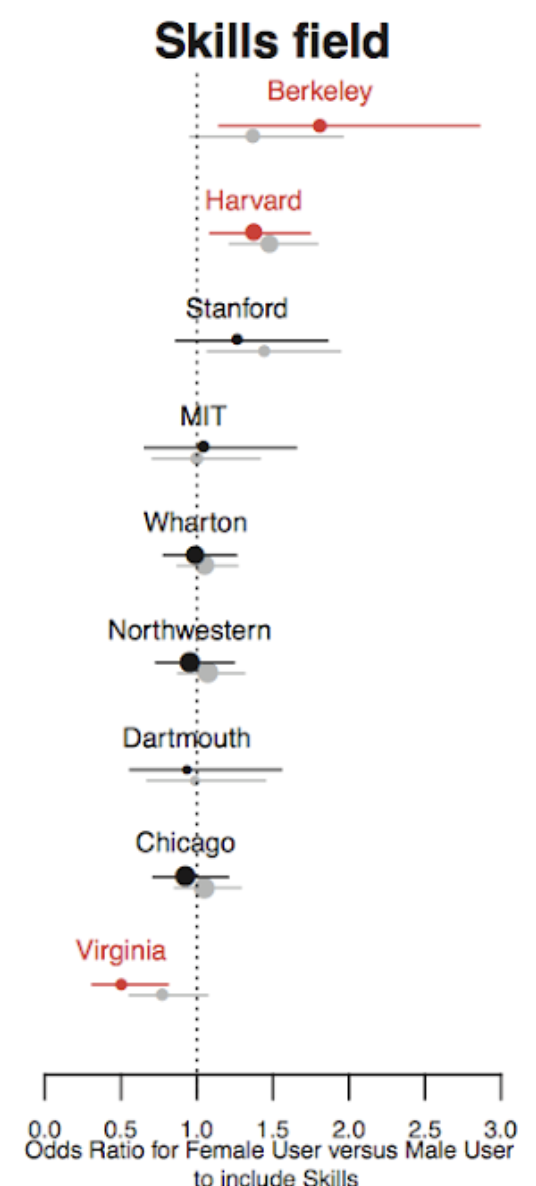 Skills field
Berkeley
Harvard
Stanford
MIT
Wharton
Northwestern
Dartmouth
Chicago
Virginia
0.0 0.5 1.0 1.5 2.0 2.5 3.0
Odds Ratio for Female User versus Male User
to include Skills